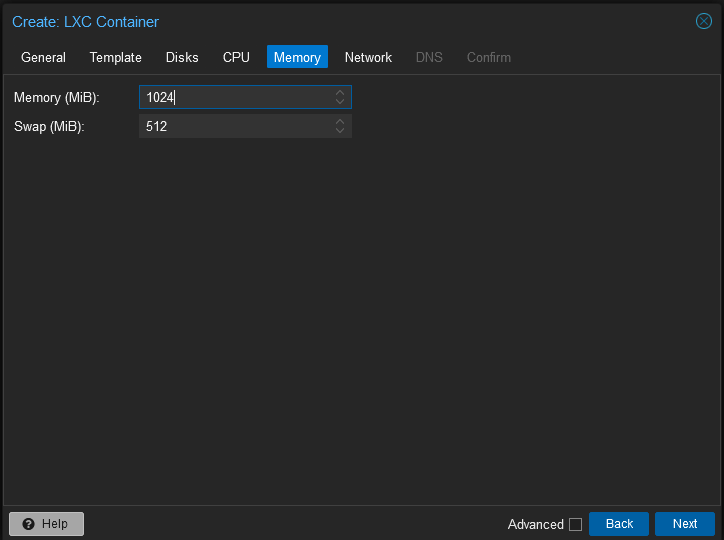 Create: LXC Container
General Template Disks CPU Memory Network DNS Confirm
Memory (MiB): 1024
Swap (MiB): 512
Help Advanced Back Next